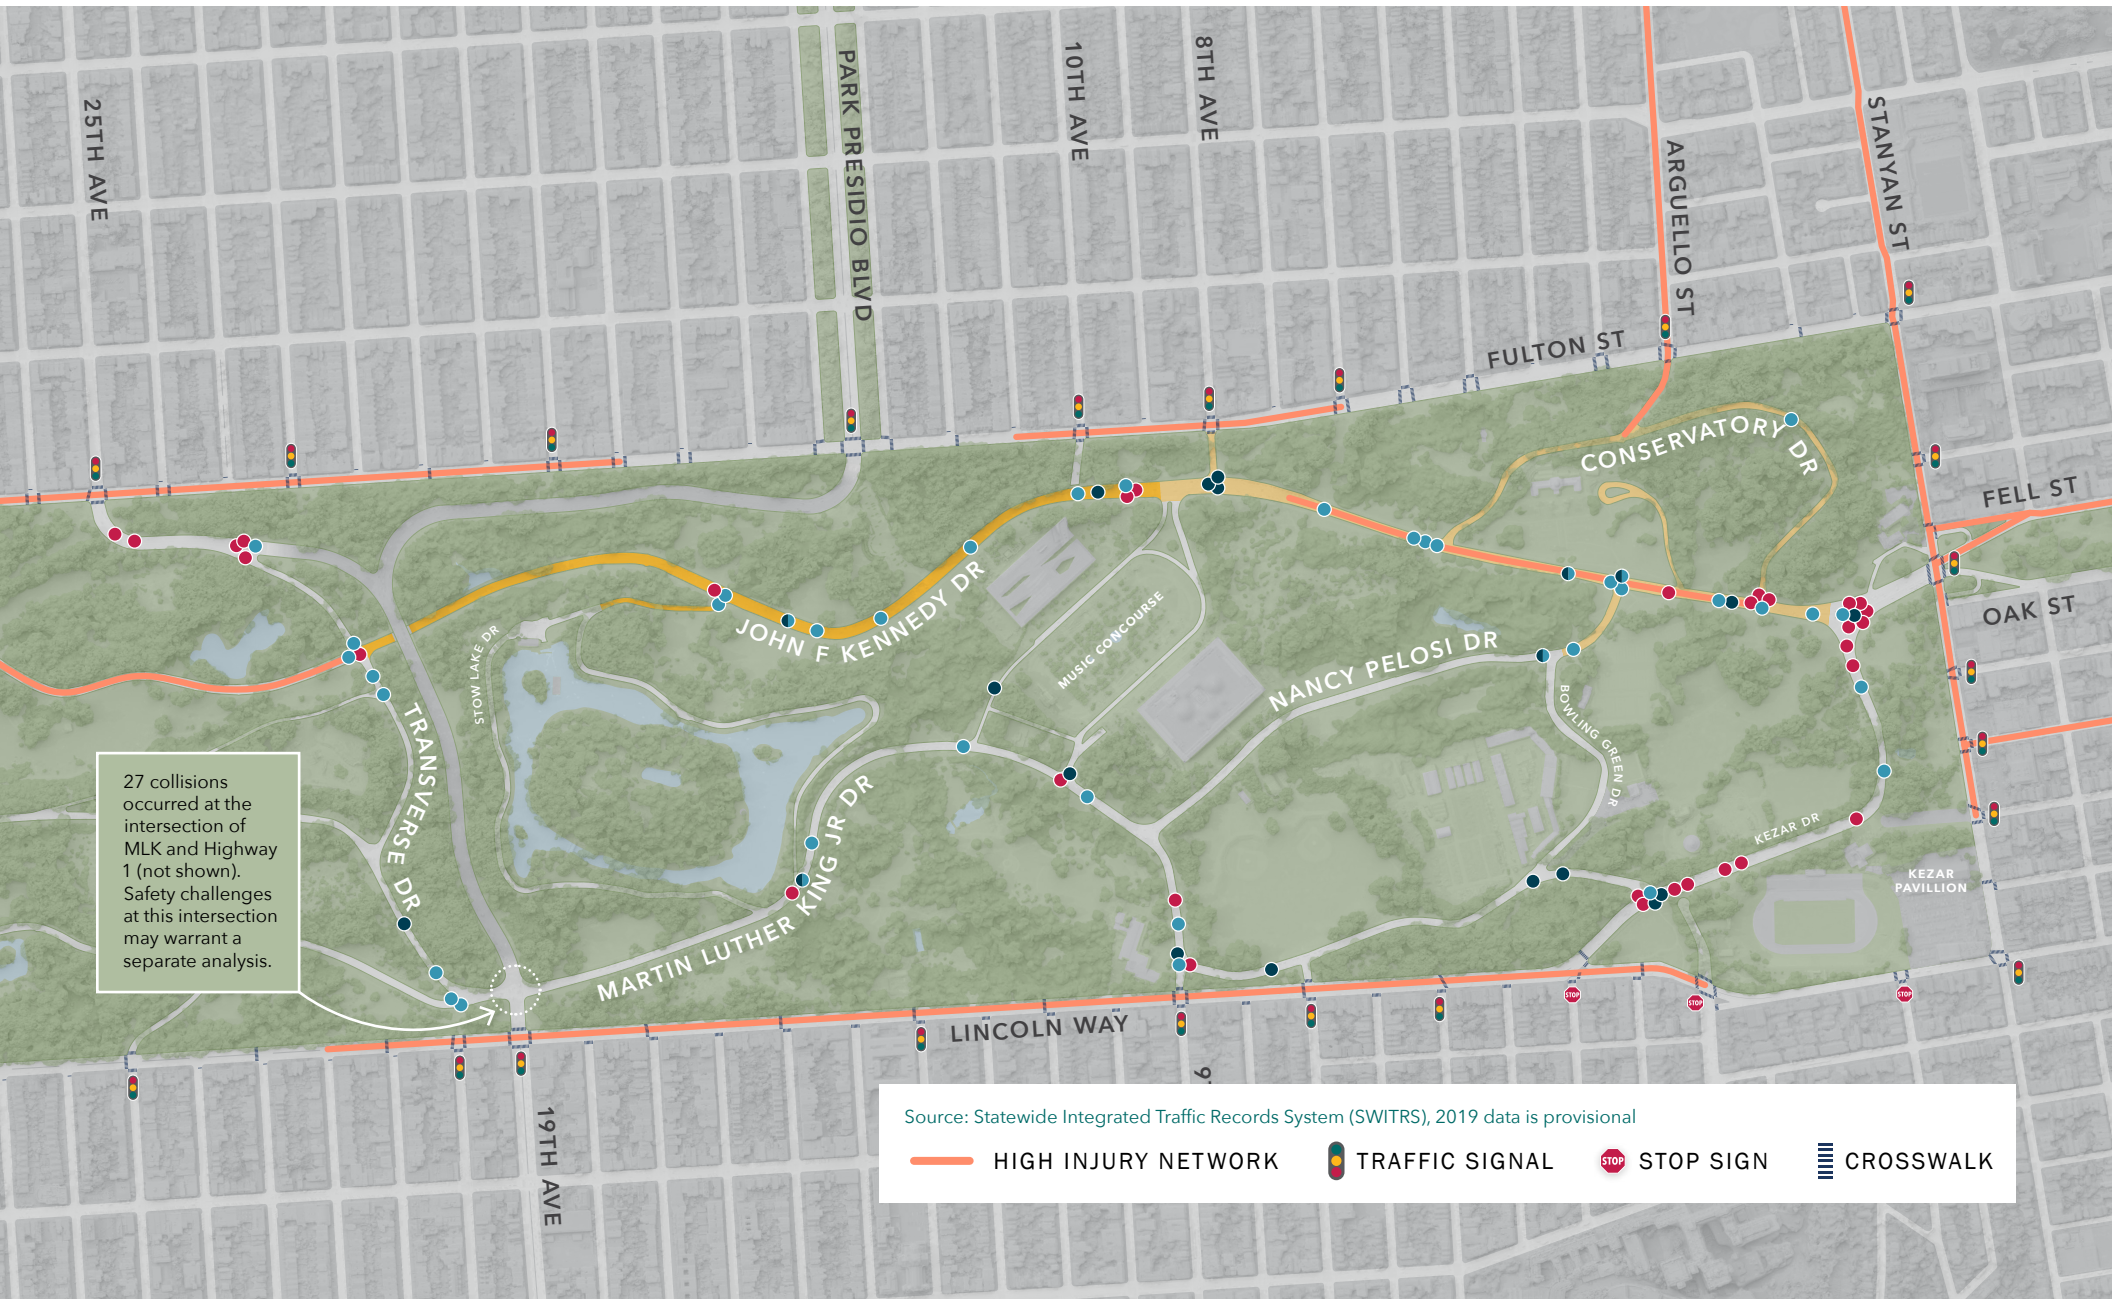 25TH AVE
PARK PRESIDIO BLVD
10TH AVE
8TH AVE
ARGUELLO ST
STANYAN ST
FULTON ST
FELL ST
OAK ST
CONSERVATORY DR
JOHN F KENNEDY DR
MUSIC CONCOURSE
NANCY PELOSI DR
BOWLING GREEN DR
STOW LAKE DR
TRANSVERSE DR
MARTIN LUTHER KING JR DR
KEZAR DR
KEZAR
PAVILLION
27 collisions
occurred at the
intersection of
MLK and Highway
1 (not shown).
Safety challenges
at this intersection
may warrant a
separate analysis.
STOP
STOP
STOP
LINCOLN WAY
9
19TH AVE
Source: Statewide Integrated Traffic Records System (SWITRS), 2019 data is provisional
HIGH INJURY NETWORK
TRAFFIC SIGNAL
STOP
STOP SIGN
CROSSWALK